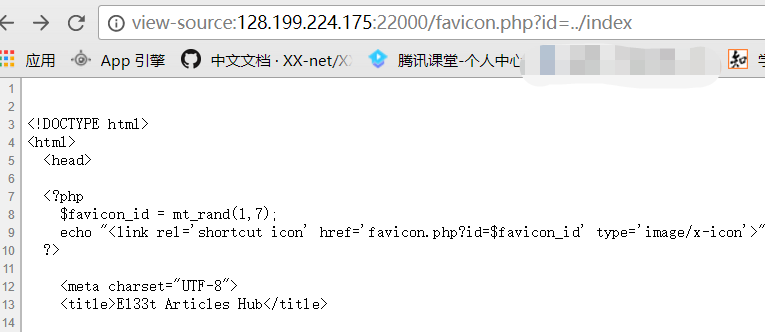 view-source:128.199.224.175:22000/favicon.php?id=../index
应用 App 引擎 中文文档 · XX-net/XX 腾讯课堂-个人中心 知
1
2
3 <!DOCTYPE html>
4 <html>
5 <head>
6
7 <?php
8 $favicon_id = mt_rand(1,7);
9 echo "<link rel='shortcut icon' href='favicon.php?id=$favicon_id' type='image/x-icon'>"
10 ?>
11
12 <meta charset="UTF-8">
13 <title>El33t Articles Hub</title>
14